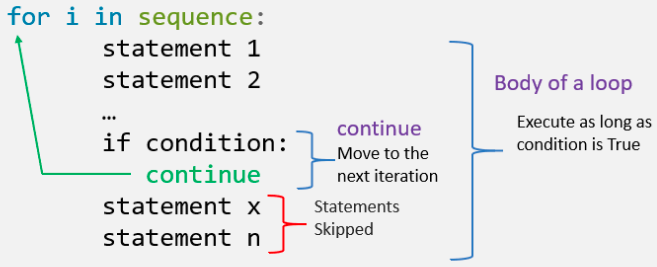 for i in sequence:
statement 1
statement 2
…
if condition:
continue
statement x
statement n
continue
Move to the
next iteration
Statements
Skipped
Body of a loop
Execute as long as
condition is True